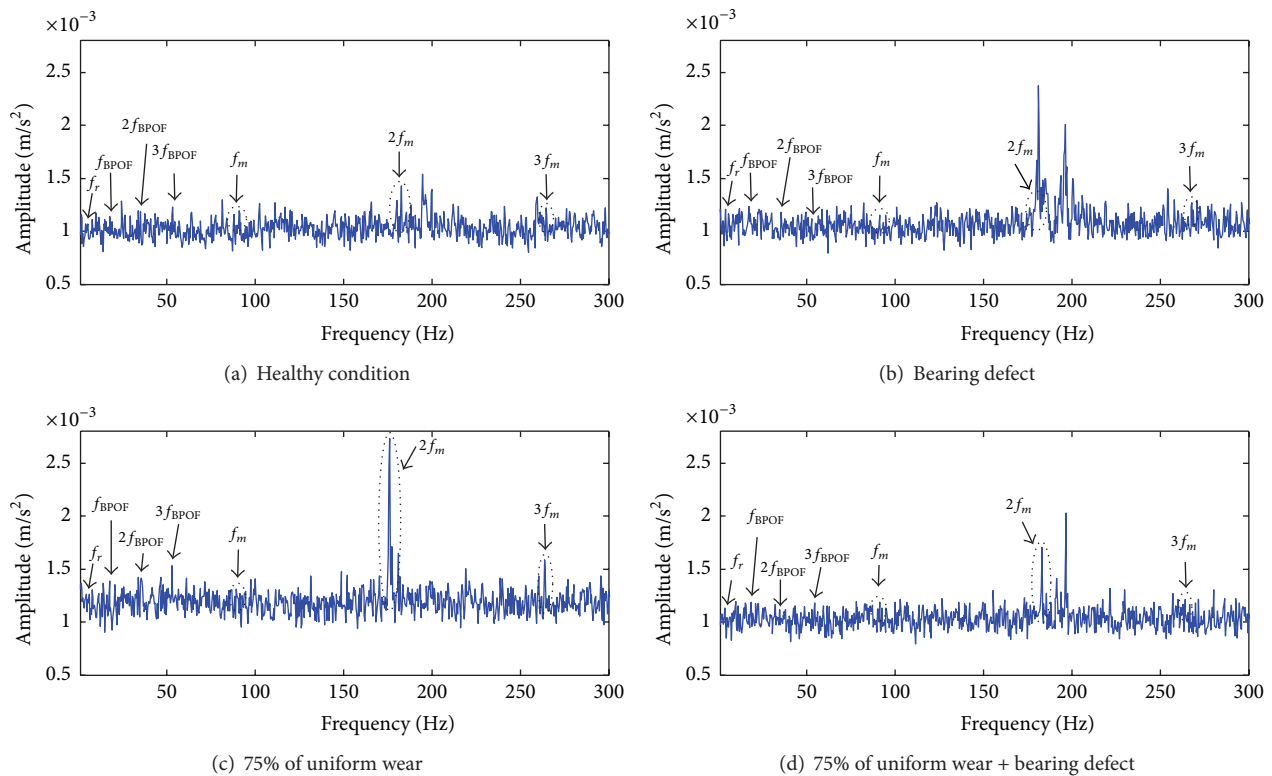 ×10⁻³
Amplitude (m/s²)
2.5
2
1.5
1
0.5
50
100
150
200
250
300
f_r
f_BPOF
2f_BPOF
3f_BPOF
f_m
2f_m
3f_m
Frequency (Hz)
(a) Healthy condition
×10⁻³
Amplitude (m/s²)
2.5
2
1.5
1
0.5
50
100
150
200
250
300
f_r
f_BPOF
2f_BPOF
3f_BPOF
f_m
2f_m
3f_m
Frequency (Hz)
(b) Bearing defect
×10⁻³
Amplitude (m/s²)
2.5
2
1.5
1
0.5
50
100
150
200
250
300
f_r
f_BPOF
2f_BPOF
3f_BPOF
f_m
2f_m
3f_m
Frequency (Hz)
(c) 75% of uniform wear
×10⁻³
Amplitude (m/s²)
2.5
2
1.5
1
0.5
50
100
150
200
250
300
f_r
f_BPOF
2f_BPOF
3f_BPOF
f_m
2f_m
3f_m
Frequency (Hz)
(d) 75% of uniform wear + bearing defect